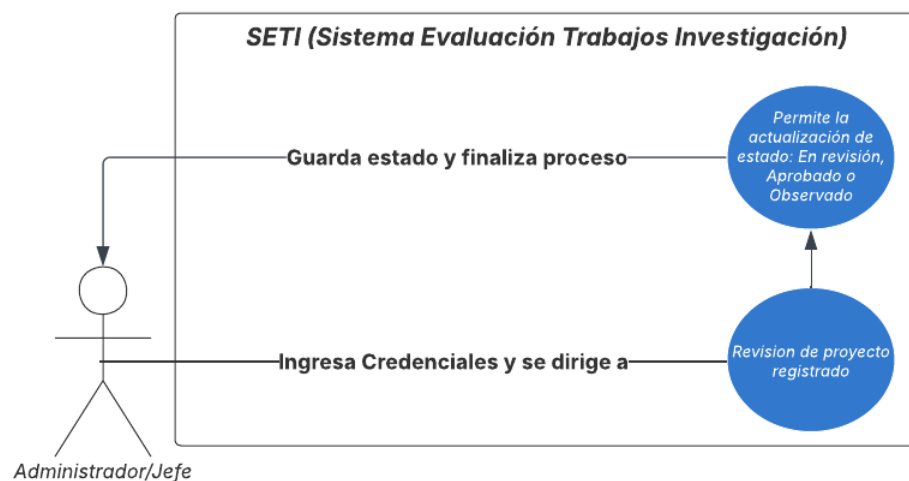 SETI (Sistema Evaluación Trabajos Investigación)
Permite la
actualización de
estado: En revisión,
Aprobado o
Observado
Guarda estado y finaliza proceso
Ingresa Credenciales y se dirige a
Revision de proyecto
registrado
Administrador/Jefe